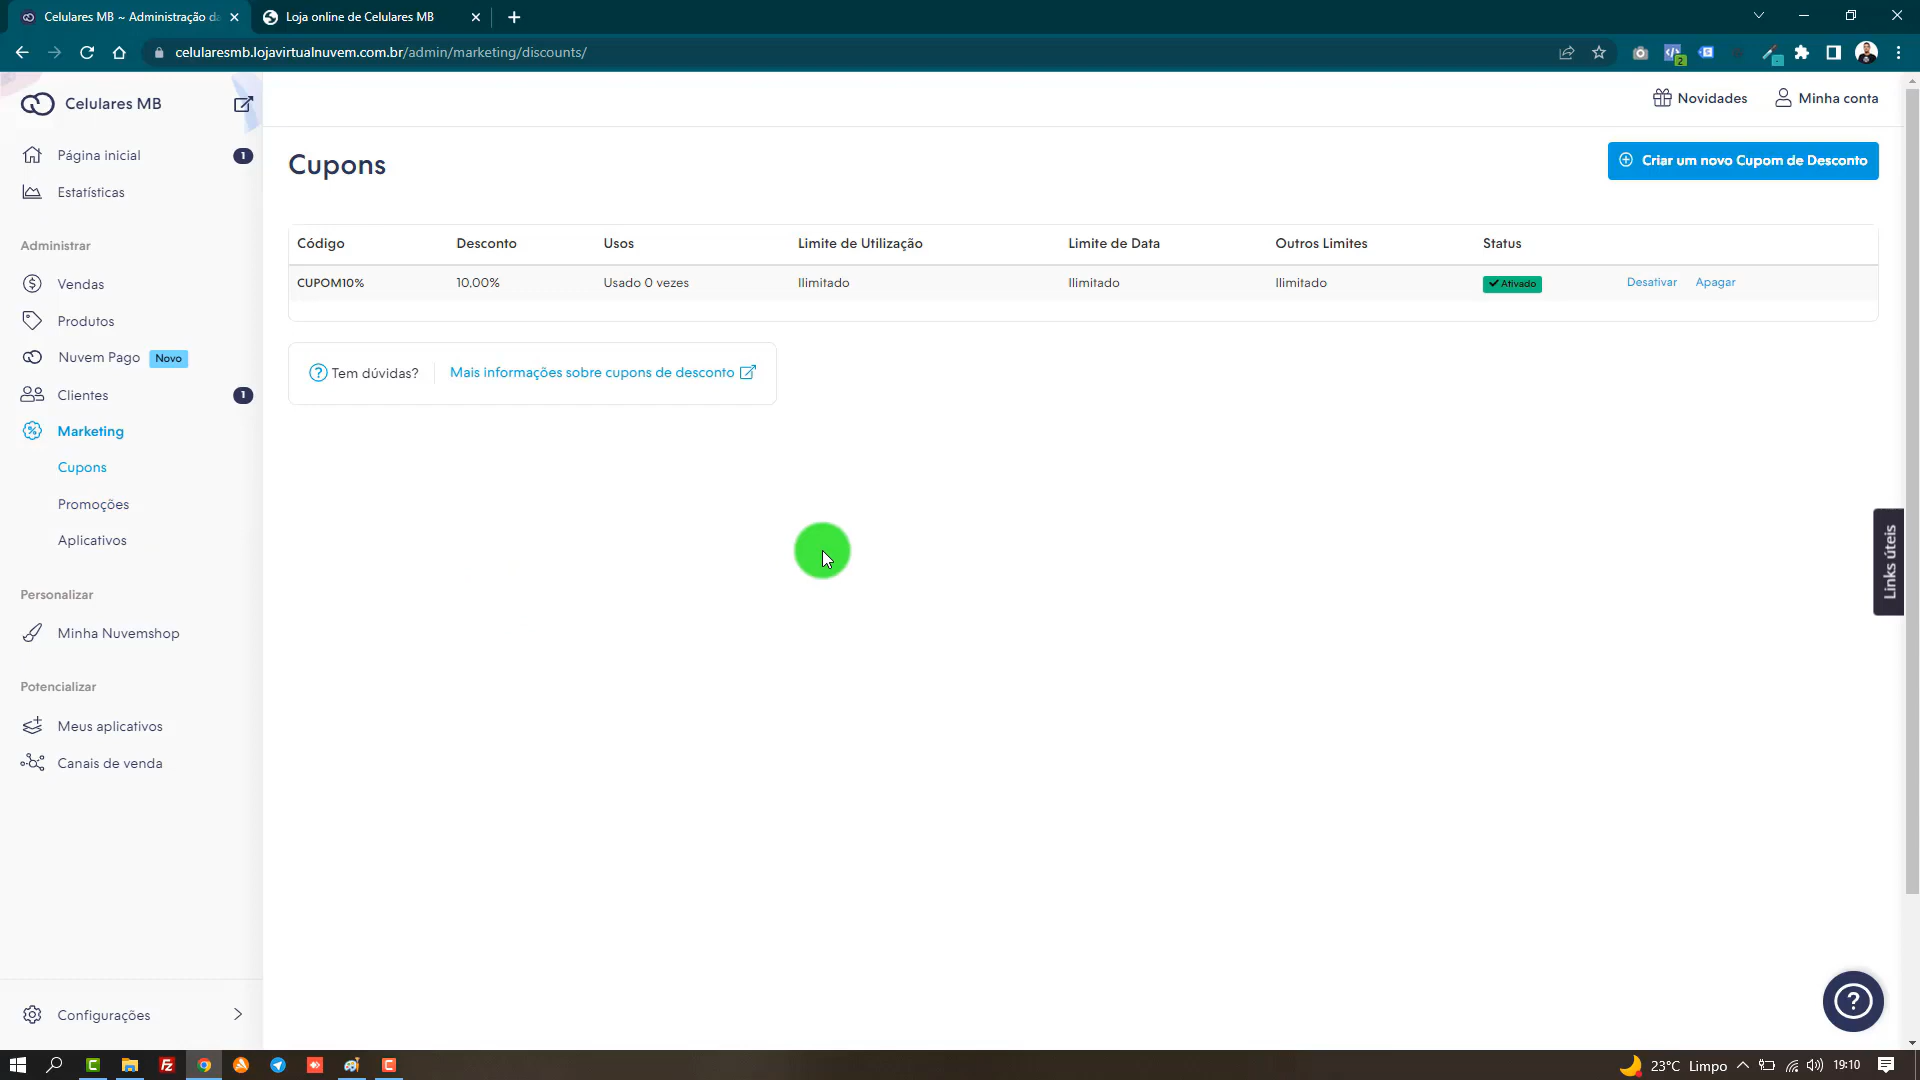 Celulares MB ~ Administração da
Loja online de Celulares MB
celularesmb.lojavirtualnuvem.com.br/admin/marketing/discounts/
2
Celulares MB
Novidades
Minha conta
Página inicial
1
Estatísticas
Administrar
Vendas
Produtos
Nuvem Pago
Novo
Clientes
1
Marketing
Cupons
Promoções
Aplicativos
Personalizar
Minha Nuvemshop
Potencializar
Meus aplicativos
Canais de venda
Configurações
Cupons
Criar um novo Cupom de Desconto
Código Desconto Usos Limite de Utilização Limite de Data Outros Limites Status
CUPOM10% 10,00% Usado 0 vezes Ilimitado Ilimitado Ilimitado Ativado Desativar Apagar
Tem dúvidas? Mais informações sobre cupons de desconto
Links úteis
23°C Limpo 19:10